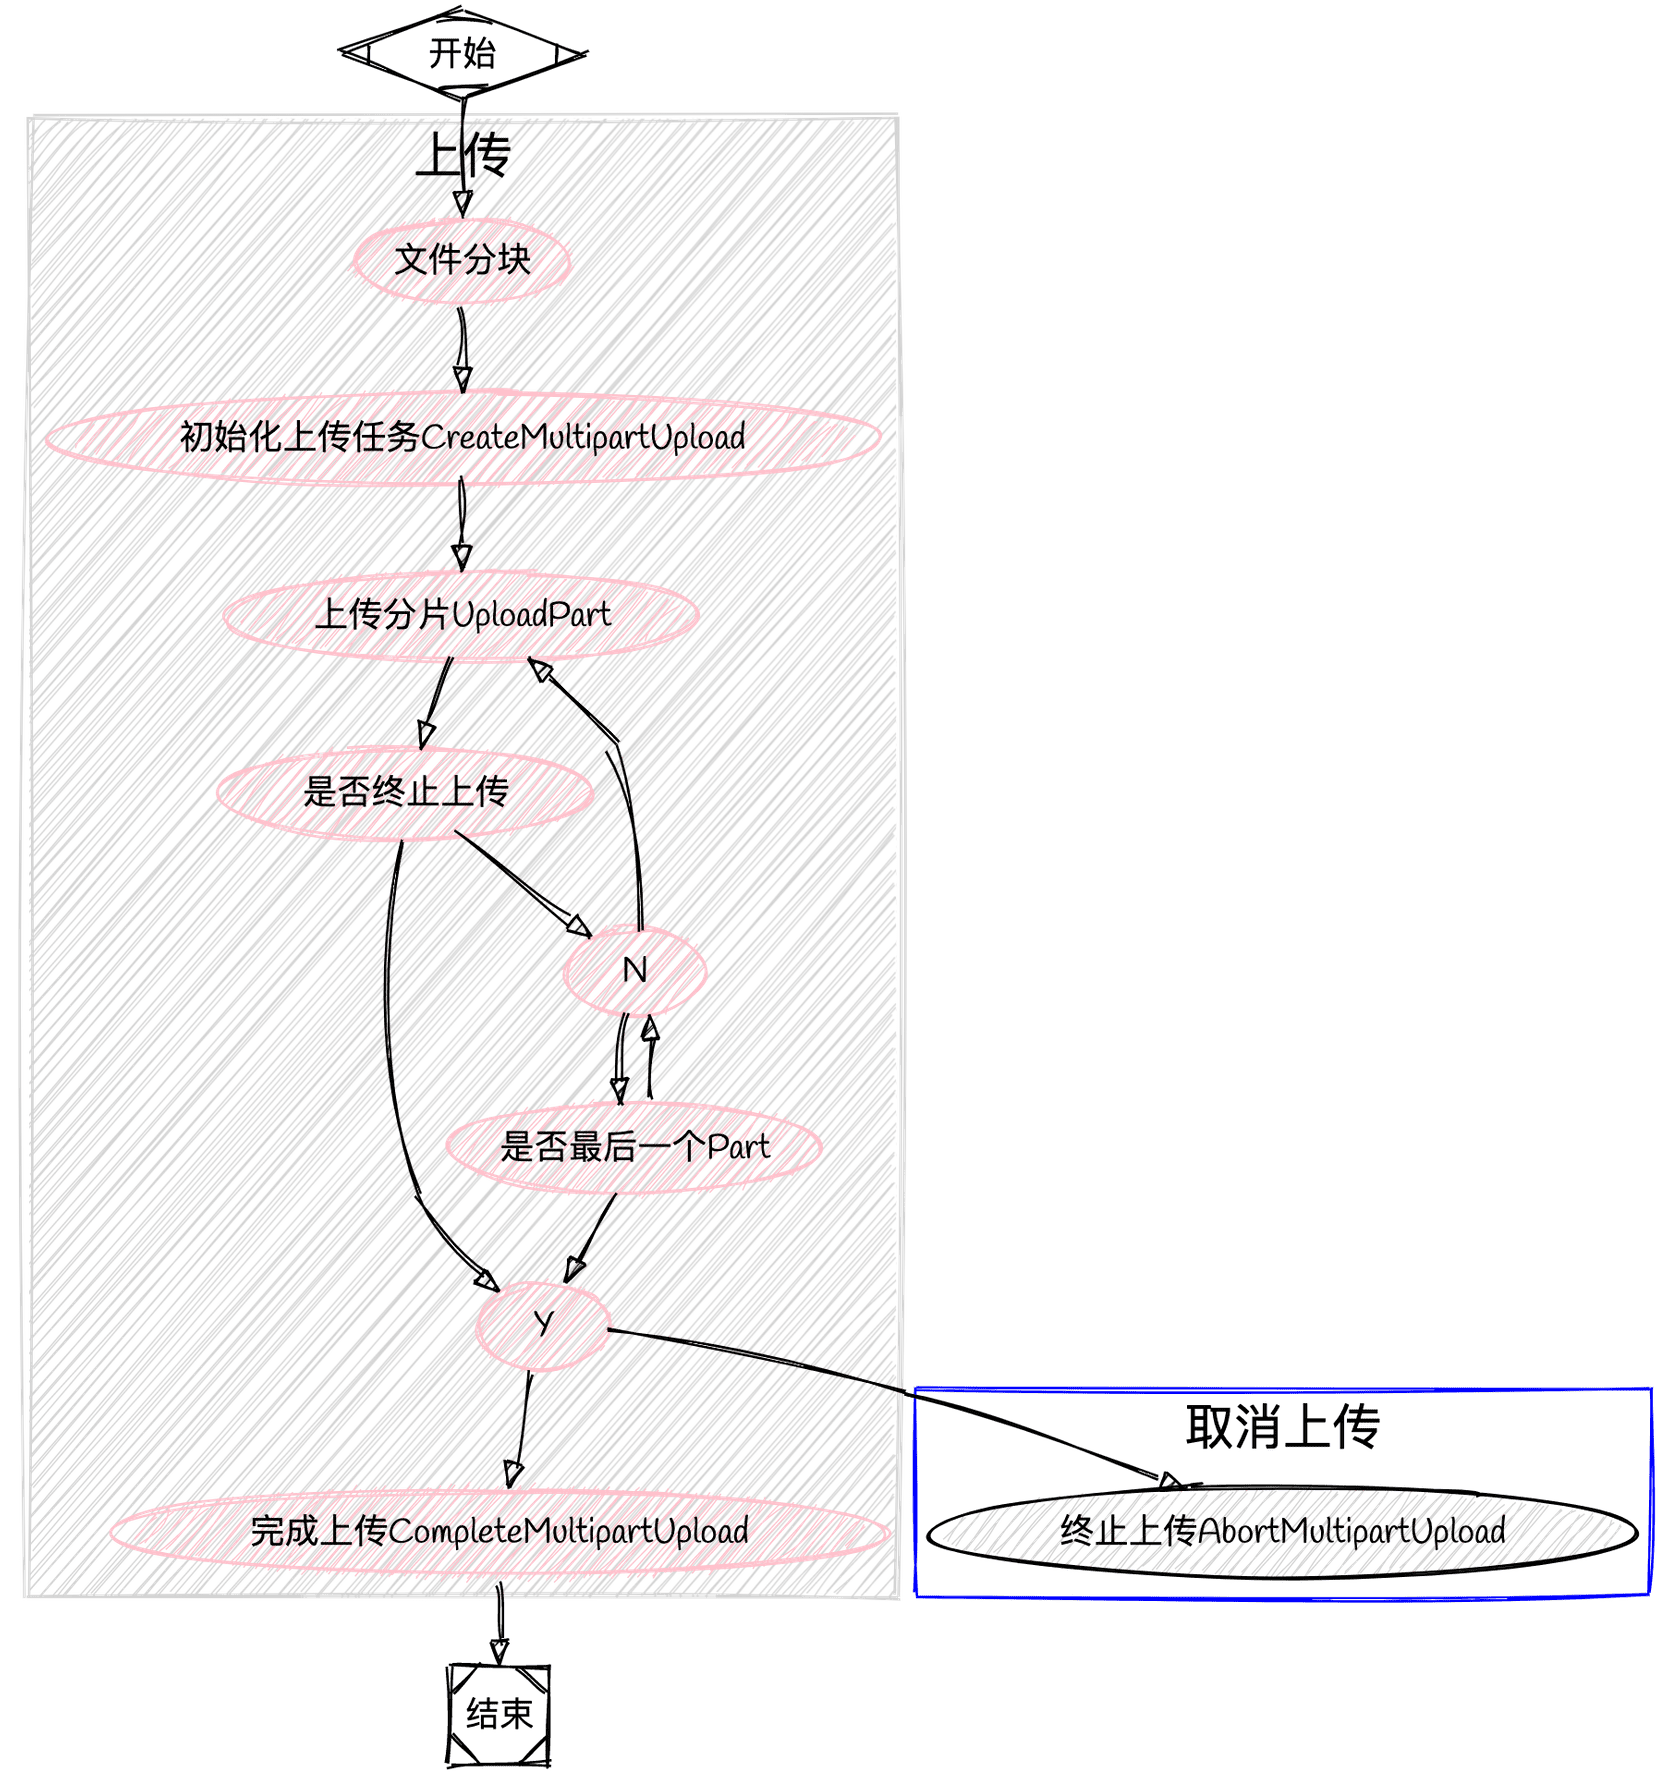 开始
上传
文件分块
初始化上传任务CreateMultipartUpload
上传分片UploadPart
是否终止上传
N
是否最后一个Part
Y
取消上传
完成上传CompleteMultipartUpload
终止上传AbortMultipartUpload
结束